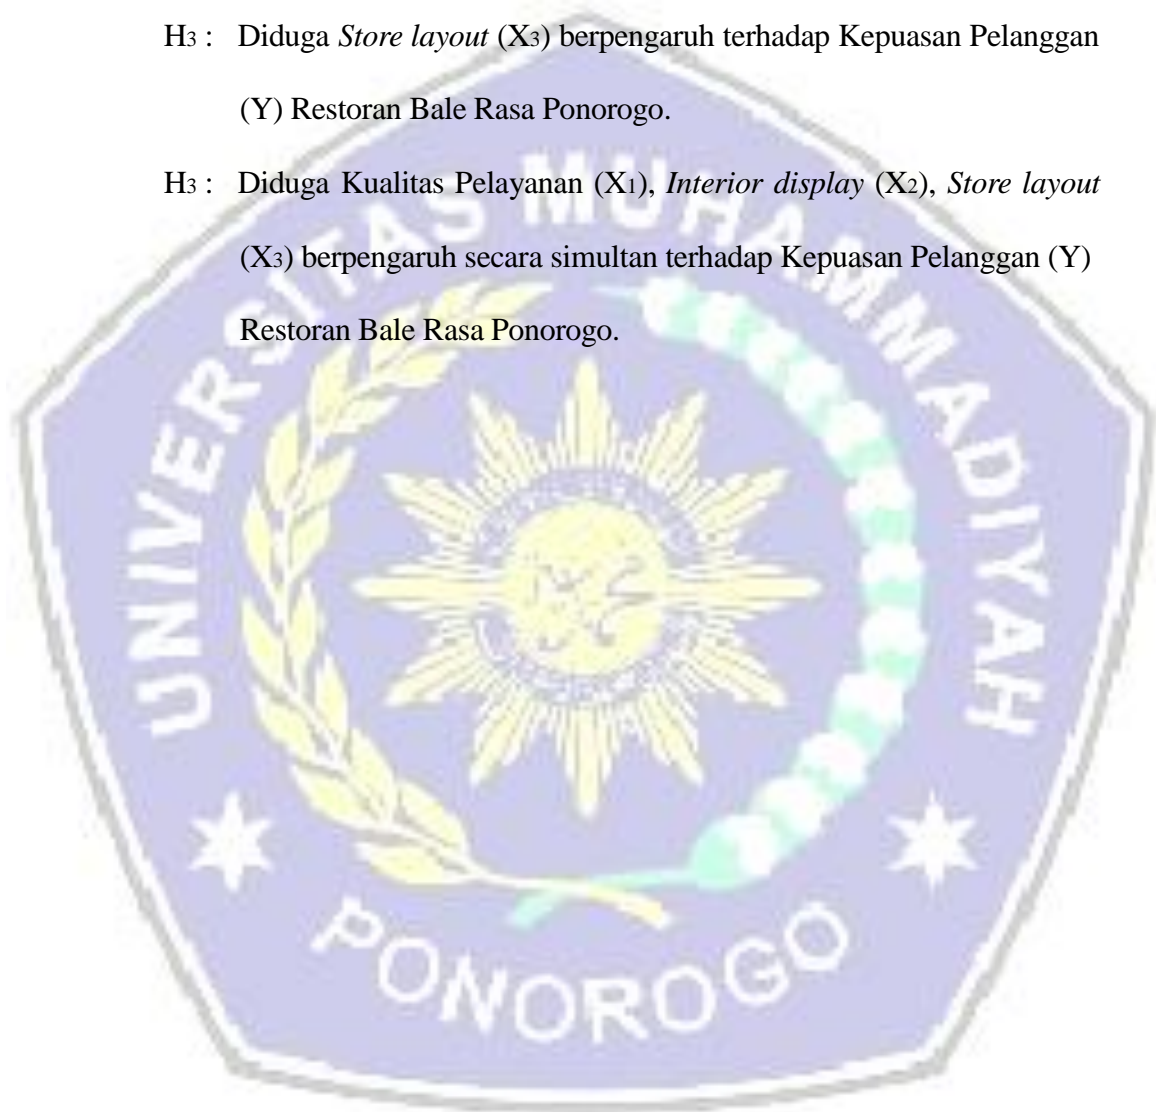 H3 : Diduga Store layout (X3) berpengaruh terhadap Kepuasan Pelanggan
(Y) Restoran Bale Rasa Ponorogo.
H3 : Diduga Kualitas Pelayanan (X1), Interior display (X2), Store layout
(X3) berpengaruh secara simultan terhadap Kepuasan Pelanggan (Y)
Restoran Bale Rasa Ponorogo.
UNIVERSITAS MUHAMMADIYAH
PONOROGO